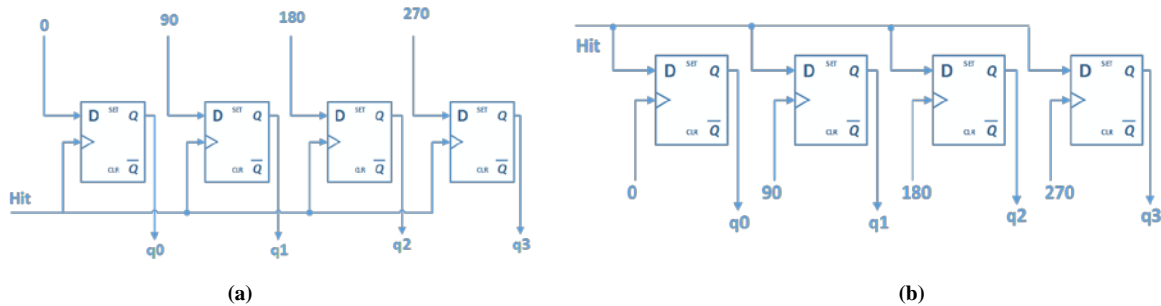 0 90 180 270
D SET Q D SET Q D SET Q D SET Q
CLR Q CLR Q CLR Q CLR Q
Hit
q0 q1 q2 q3
(a)
Hit
D SET Q D SET Q D SET Q D SET Q
CLR Q CLR Q CLR Q CLR Q
0 90 180 270
q0 q1 q2 q3
(b)